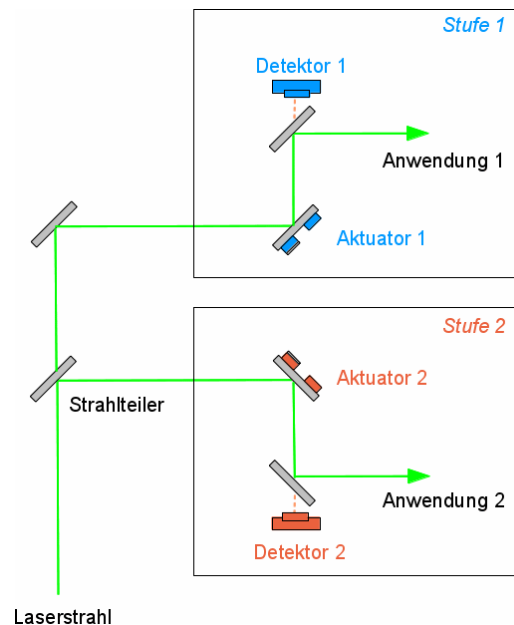 Stufe 1
Detektor 1
Anwendung 1
Aktuator 1
Stufe 2
Aktuator 2
Strahlteiler
Anwendung 2
Detektor 2
Laserstrahl